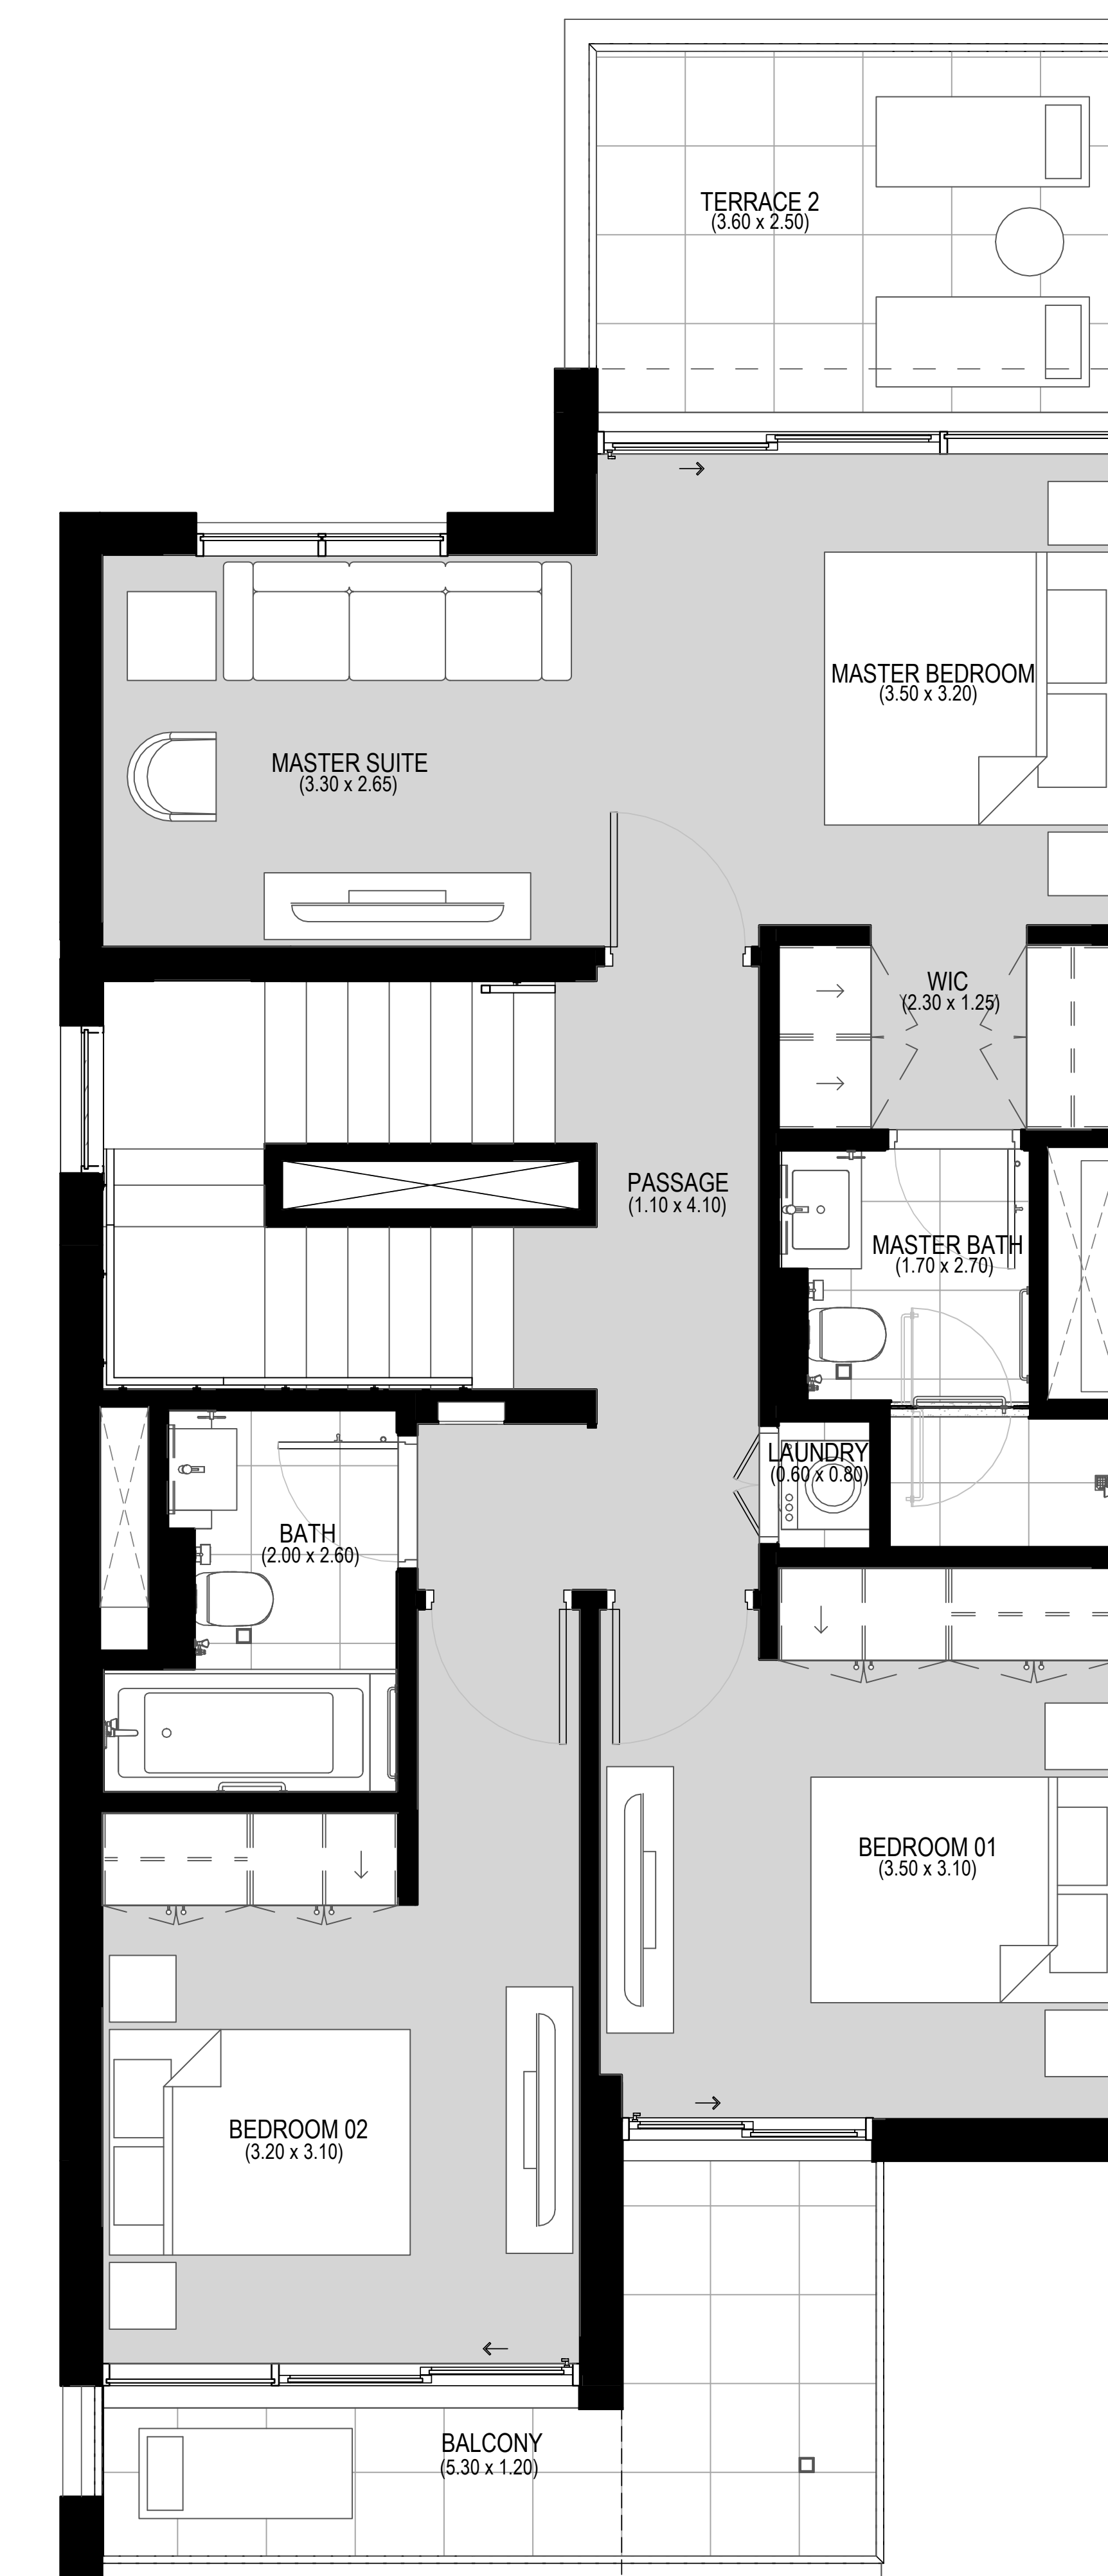 TERRACE 2
(3.60 x 2.50)
MASTER BEDROOM
(3.50 x 3.20)
MASTER SUITE
(3.30 x 2.65)
WIC
(2.30 x 1.25)
PASSAGE
(1.10 x 4.10)
MASTER BATH
(1.70 x 2.70)
LAUNDRY
(0.60 x 0.80)
BATH
(2.00 x 2.60)
BEDROOM 01
(3.50 x 3.10)
BEDROOM 02
(3.20 x 3.10)
BALCONY
(5.30 x 1.20)